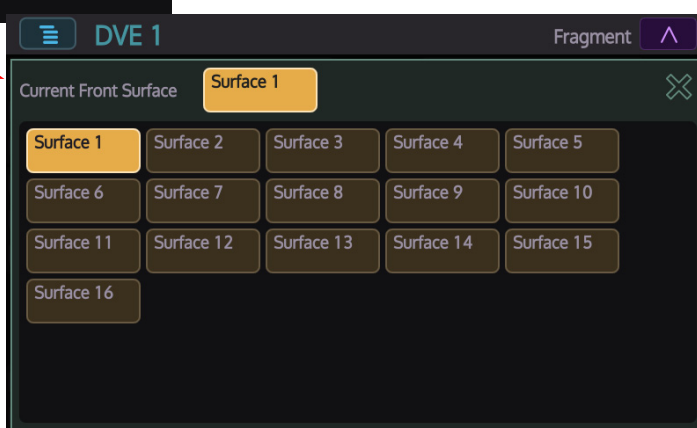 DVE 1 Fragment
Current Front Surface Surface 1
Surface 1 Surface 2 Surface 3 Surface 4 Surface 5
Surface 6 Surface 7 Surface 8 Surface 9 Surface 10
Surface 11 Surface 12 Surface 13 Surface 14 Surface 15
Surface 16